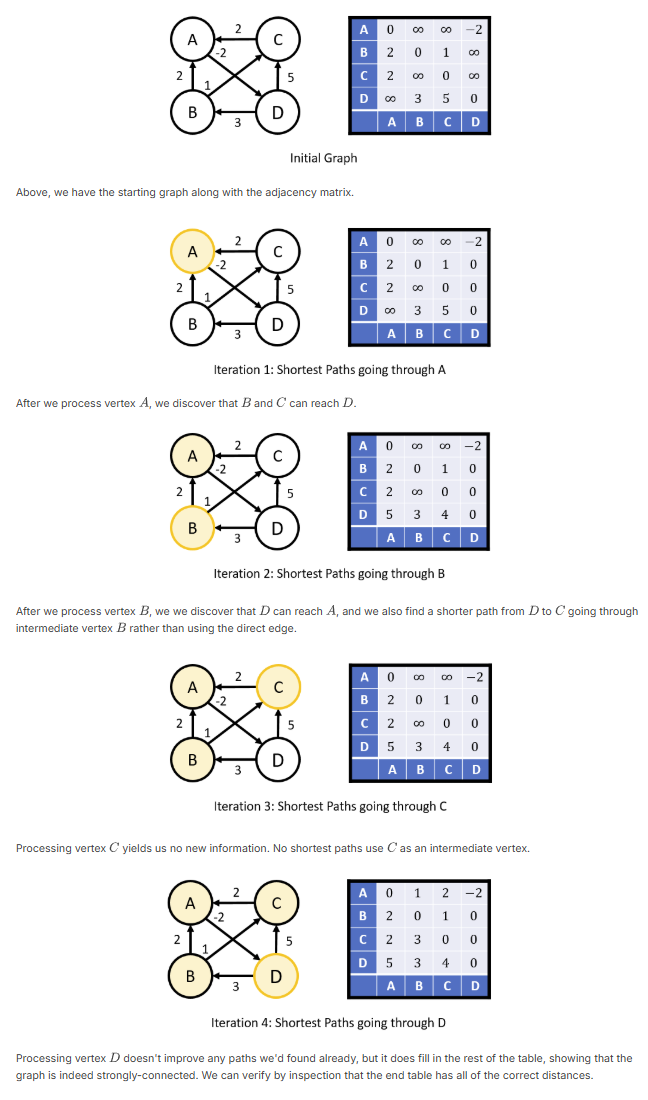 2
A C A 0 ∞ ∞ −2
-2 B 2 0 1 ∞
2 1 5 C 2 ∞ 0 ∞
B D D ∞ 3 5 0
3 A B C D
Initial Graph
Above, we have the starting graph along with the adjacency matrix.
2
A C A 0 ∞ ∞ −2
-2 B 2 0 1 0
2 1 5 C 2 ∞ 0 0
B D D ∞ 3 5 0
3 A B C D
Iteration 1: Shortest Paths going through A
After we process vertex A, we discover that B and C can reach D.
2
A C A 0 ∞ ∞ −2
-2 B 2 0 1 0
2 1 5 C 2 ∞ 0 0
B D D 5 3 4 0
3 A B C D
Iteration 2: Shortest Paths going through B
After we process vertex B, we we discover that D can reach A, and we also find a shorter path from D to C going through
intermediate vertex B rather than using the direct edge.
2
A C A 0 ∞ ∞ −2
-2 B 2 0 1 0
2 1 5 C 2 ∞ 0 0
B D D 5 3 4 0
3 A B C D
Iteration 3: Shortest Paths going through C
Processing vertex C yields us no new information. No shortest paths use C as an intermediate vertex.
2
A C A 0 1 2 −2
-2 B 2 0 1 0
2 1 5 C 2 3 0 0
B D D 5 3 4 0
3 A B C D
Iteration 4: Shortest Paths going through D
Processing vertex D doesn't improve any paths we'd found already, but it does fill in the rest of the table, showing that the
graph is indeed strongly-connected. We can verify by inspection that the end table has all of the correct distances.